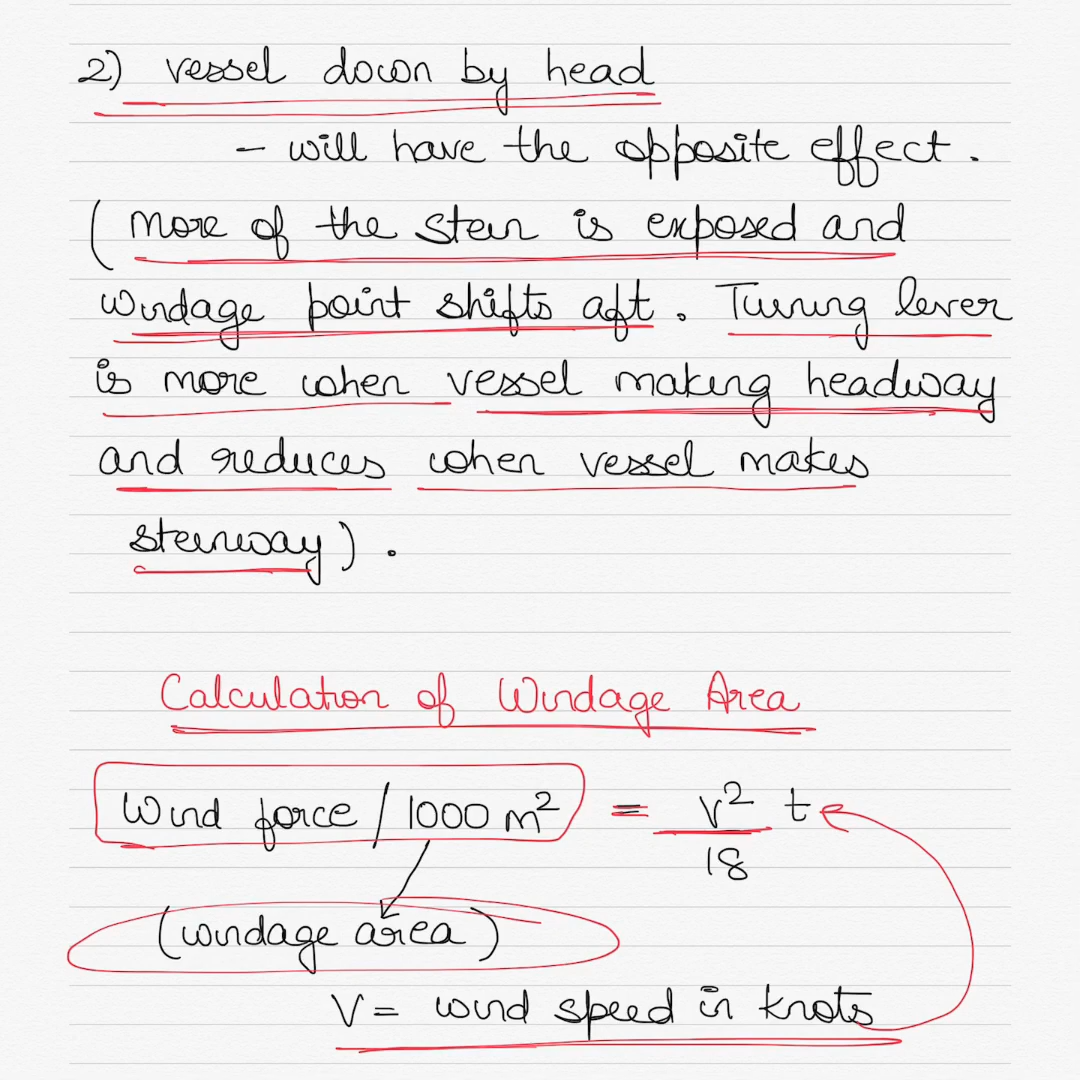 2) vessel down by head
- will have the opposite effect.
(more of the stern is exposed and
windage point shifts aft. Turning lever
is more when vessel making headway
and reduces when vessel makes
sternway).
Calculation of Windage Area
Wind force / 1000 m² = V² t
18
(windage area)
V = wind speed in knots